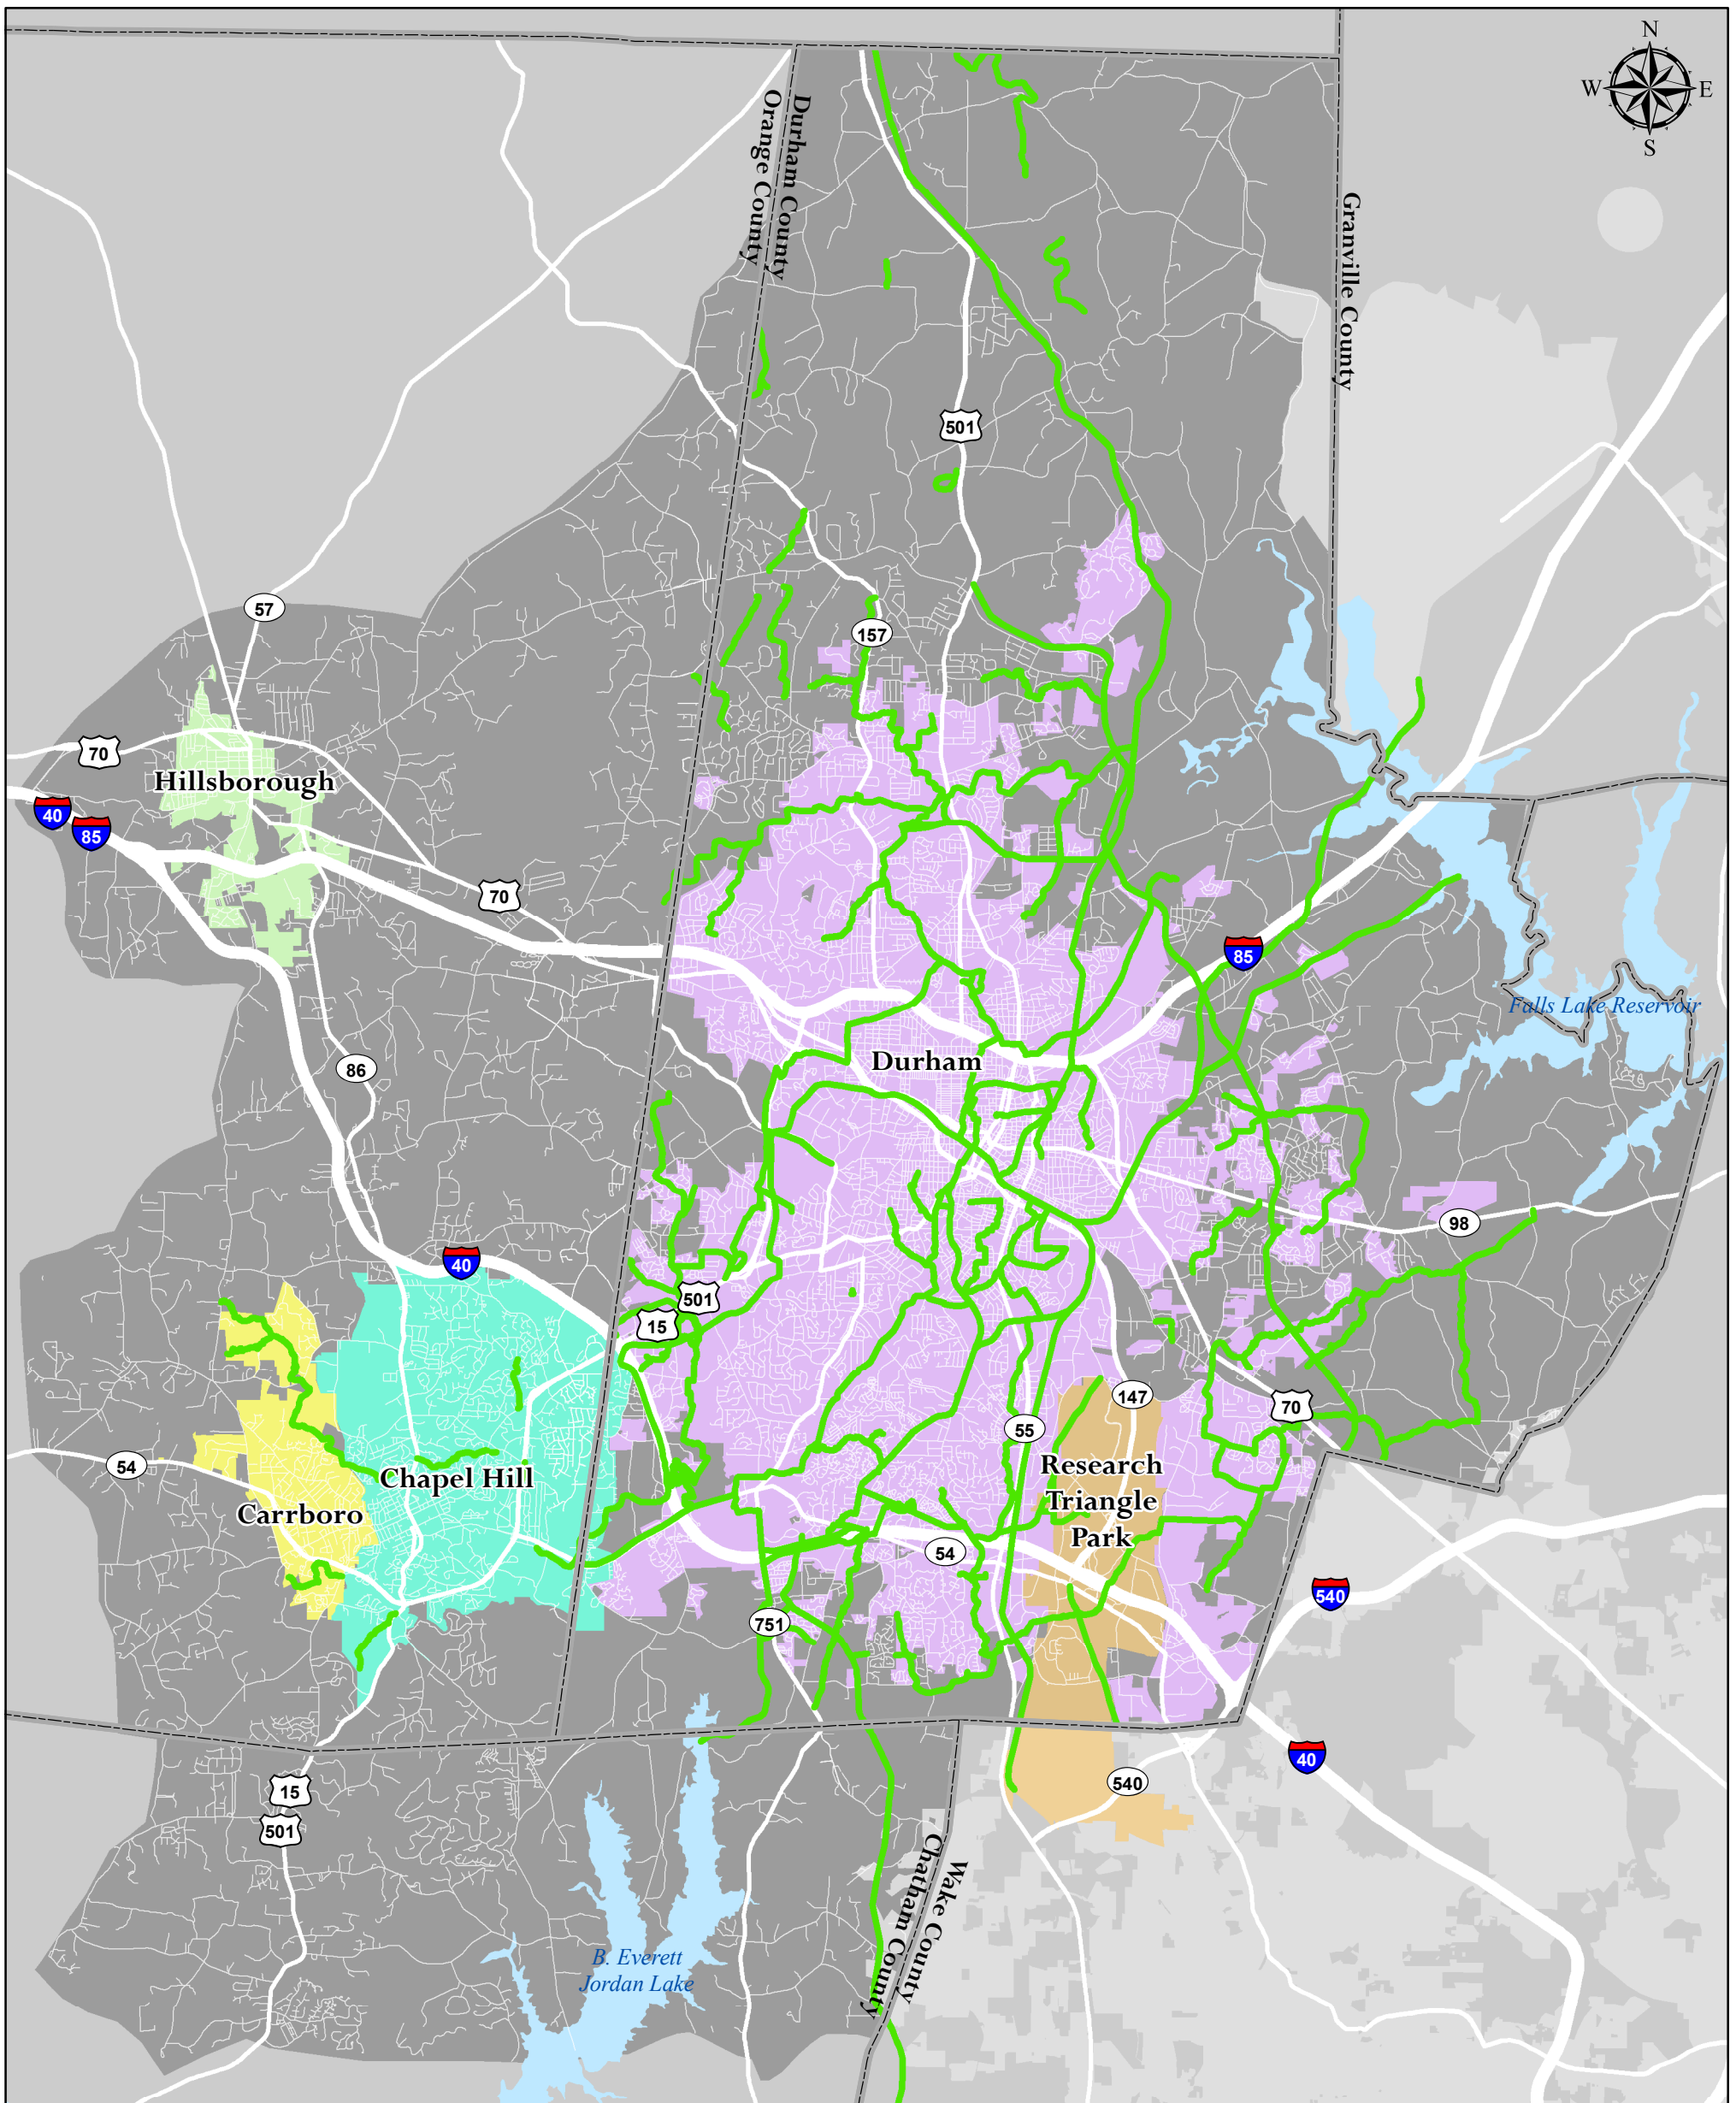 N
W
E
S
Durham County
Orange County
Granville County
501
57
157
70
Hillsborough
40
85
70
85
Falls Lake Reservoir
Durham
86
98
40
501
15
147
70
55
54
Chapel Hill
Research
Triangle
Park
Carrboro
54
540
751
40
15
540
501
Wake County
Chatham County
B. Everett
Jordan Lake